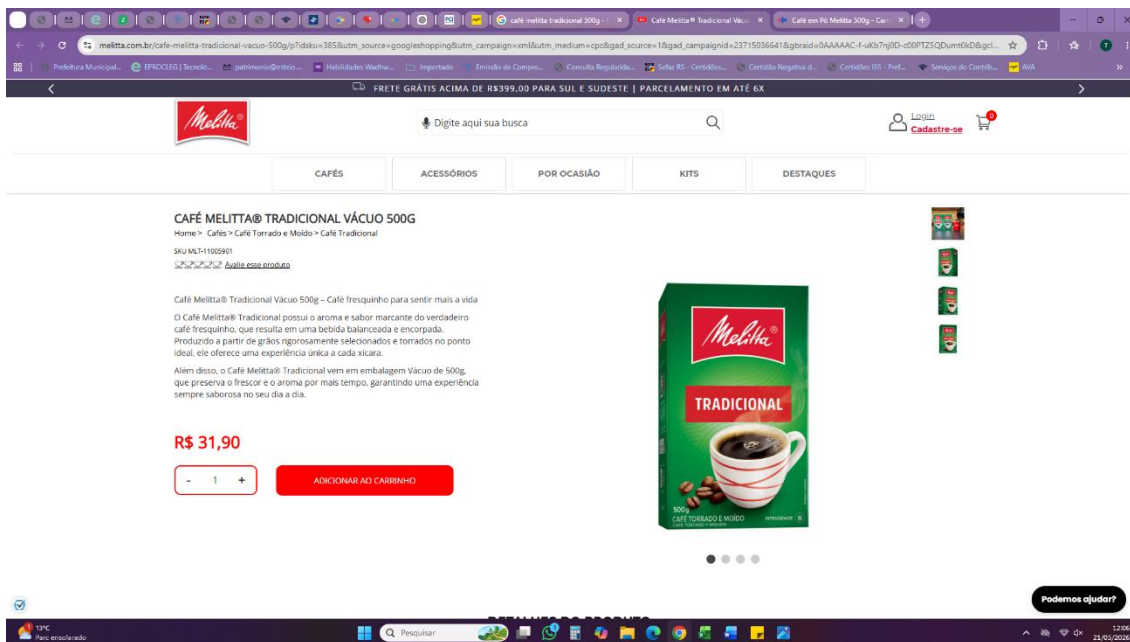 café melitta tradicional 500g -
Café Melitta® Tradicional Vácuo
Café em Pó Melitta 500g -
melitta.com.br/cafe-melitta-tradicional-vacuo-500g/p?idsku=385&utm_source=googleshopping&utm_campaign=xml&utm_medium=cpc&gad_source=1&gad_campaignid=23715036641&gbraid=
Prefeitura Municipal... EPROCLEG | Tecnolo... Habilidades Importado Emissão de Compro... Consulta Regularida... Sefaz RS - Certidões... Certidão Negativa d... Certidões ISS - Pref... Serviços do Contrib... AVA
FRETE GRÁTIS ACIMA DE R$399,00 PARA SUL E SUDESTE | PARCELAMENTO EM ATÉ 6X
Melitta®
Digite aqui sua busca
Login
Cadastre-se
0
CAFÉS ACESSÓRIOS POR OCASIÃO KITS DESTAQUES
CAFÉ MELITTA® TRADICIONAL VÁCUO 500G
Home > Cafés > Café Torrado e Moído > Café Tradicional
SKU MLT-11005901
Avalie esse produto
Café Melitta® Tradicional Vácuo 500g – Café fresquinho para sentir mais a vida
O Café Melitta® Tradicional possui o aroma e sabor marcante do verdadeiro
café fresquinho, que resulta em uma bebida balanceada e encorpada.
Produzido a partir de grãos rigorosamente selecionados e torrados no ponto
ideal, ele oferece uma experiência única a cada xícara.
Além disso, o Café Melitta® Tradicional vem em embalagem Vácuo de 500g,
que preserva o frescor e o aroma por mais tempo, garantindo uma experiência
sempre saborosa no seu dia a dia.
R$ 31,90
- 1 +
ADICIONAR AO CARRINHO
Melitta®
TRADICIONAL
500g
CAFÉ TORRADO E MOÍDO
INTENSIDADE
Podemos ajudar?
DETALHES DO PRODUTO
13°C
Parc ensolarado
Pesquisar
12:06
21/05/2026